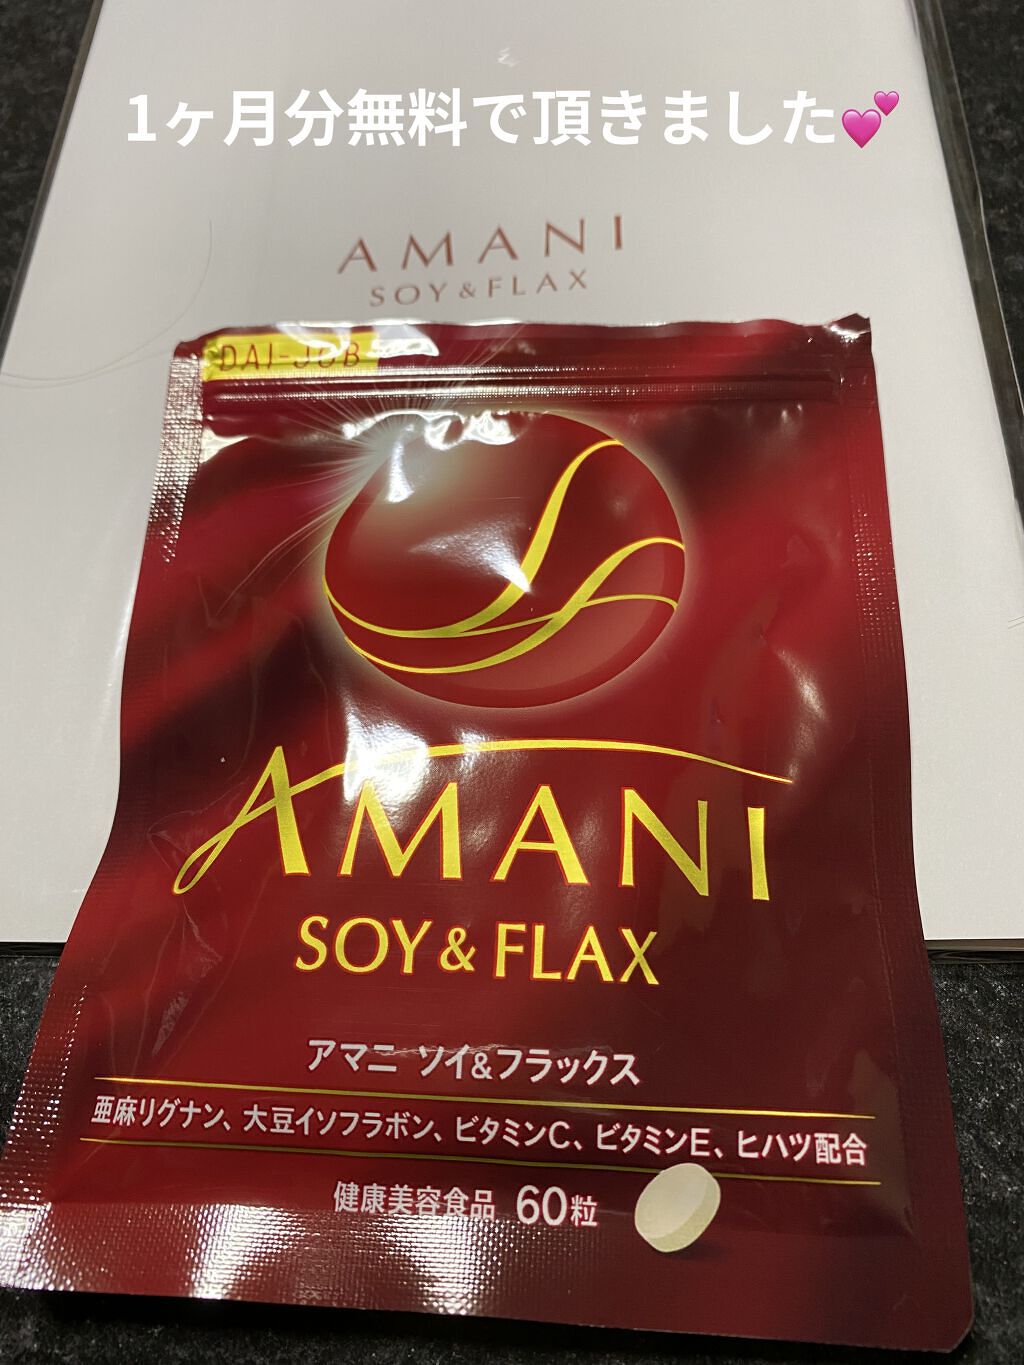 1ヶ月分無料で頂きました💕
AMANI
SOY&FLAX
DAI-JOB
AMANI
SOY&FLAX
アマニ ソイ&フラックス
亜麻リグナン、大豆イソフラボン、ビタミンC、ビタミンE、ヒハツ配合
健康美容食品 60粒